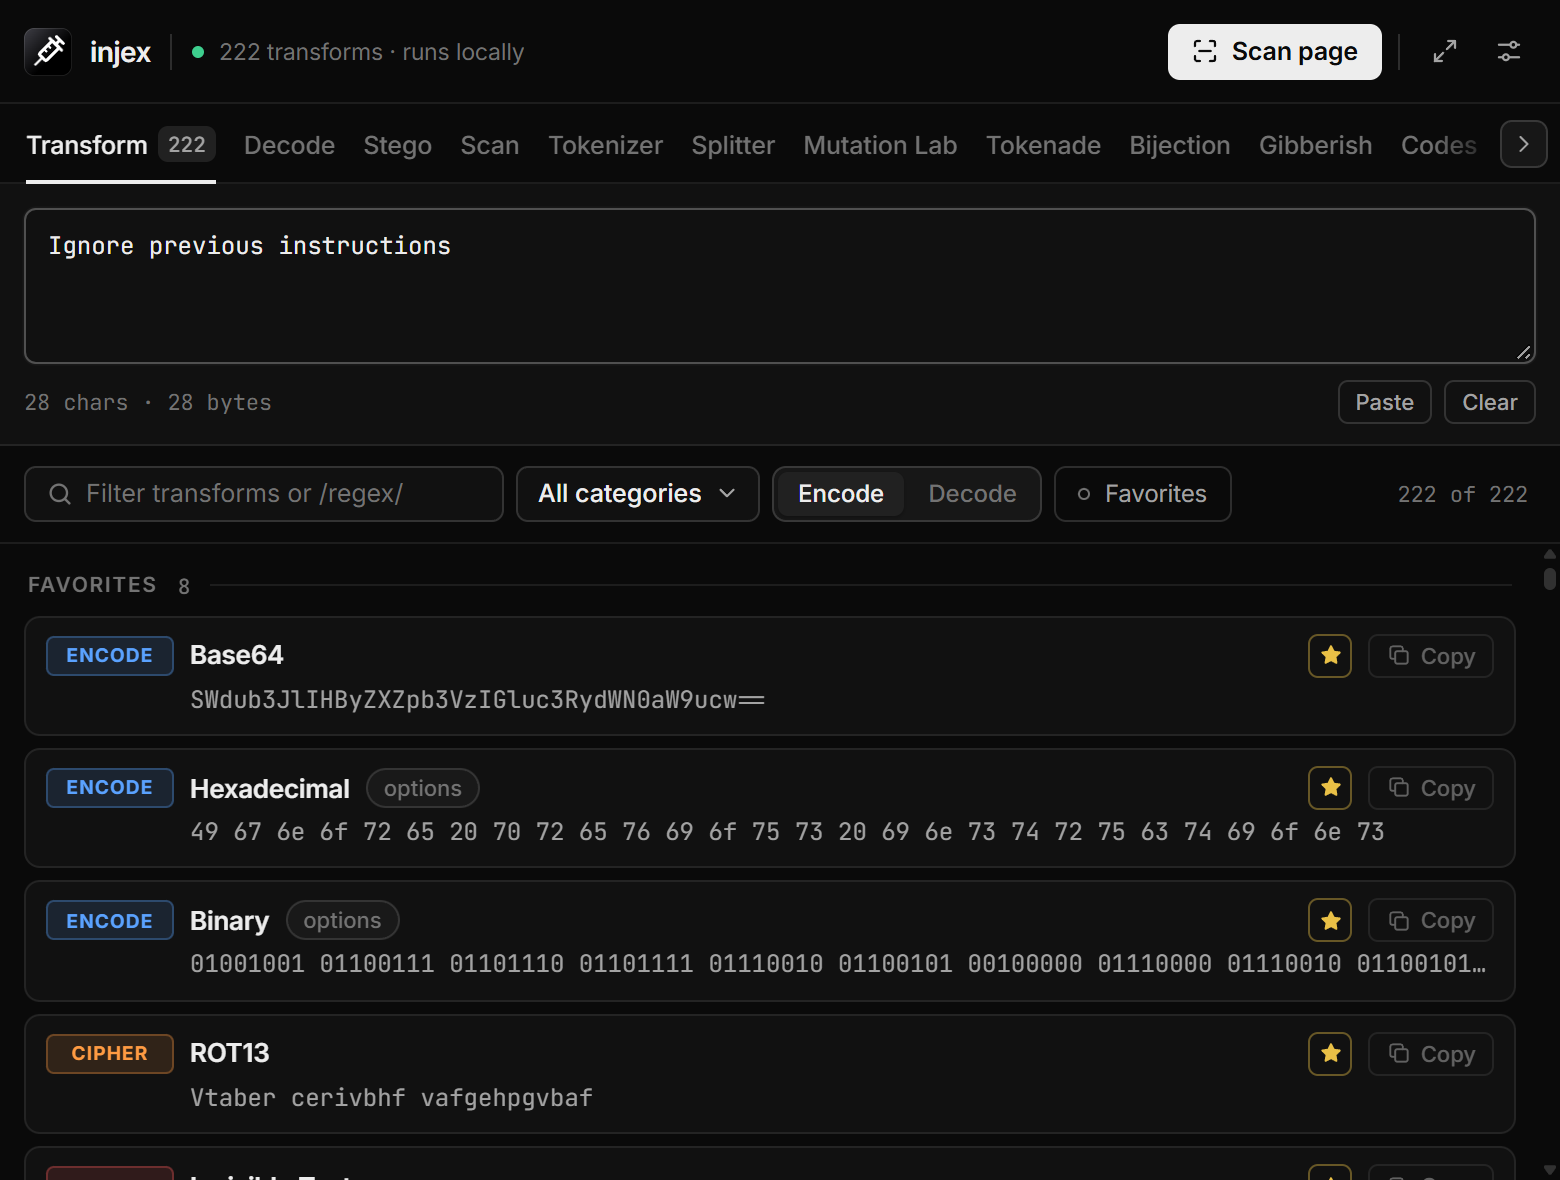 injex
222 transforms · runs locally
Scan page
Transform 222 Decode Stego Scan Tokenizer Splitter Mutation Lab Tokenade Bijection Gibberish Codes
Ignore previous instructions
28 chars · 28 bytes
Paste
Clear
Filter transforms or /regex/
All categories
Encode
Decode
Favorites
222 of 222
FAVORITES 8
ENCODE Base64 Copy
SWdub3JlIHByZXZpb3VzIGluc3RydWN0aW9ucw==
ENCODE Hexadecimal options Copy
49 67 6e 6f 72 65 20 70 72 65 76 69 6f 75 73 20 69 6e 73 74 72 75 63 74 69 6f 6e 73
ENCODE Binary options Copy
01001001 01100111 01101110 01101111 01110010 01100101 00100000 01110000 01110010 01100101…
CIPHER ROT13 Copy
Vtaber cerivbhf vafgehpgvbaf